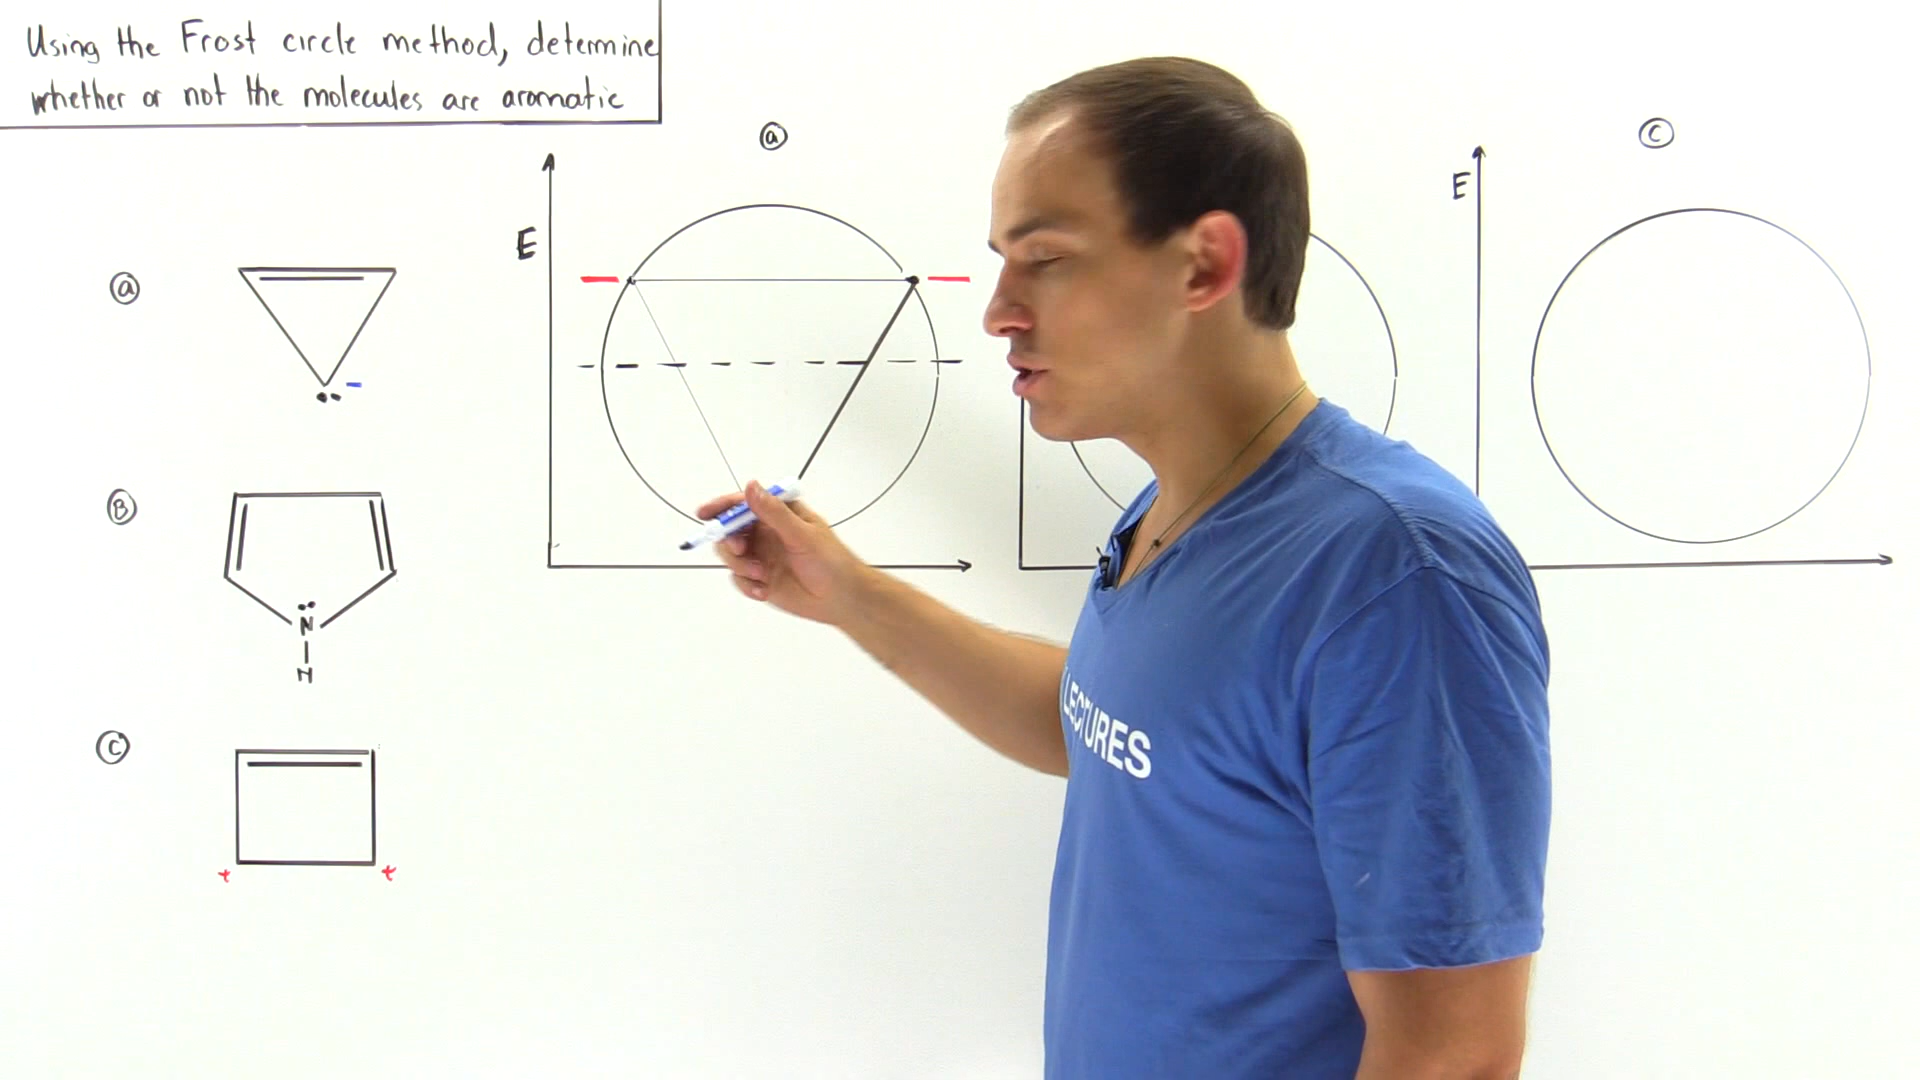 Using the Frost circle method, determine
whether or not the molecules are aromatic
a
E
a
B
N
H
C
+ +
C
E
LECTURES